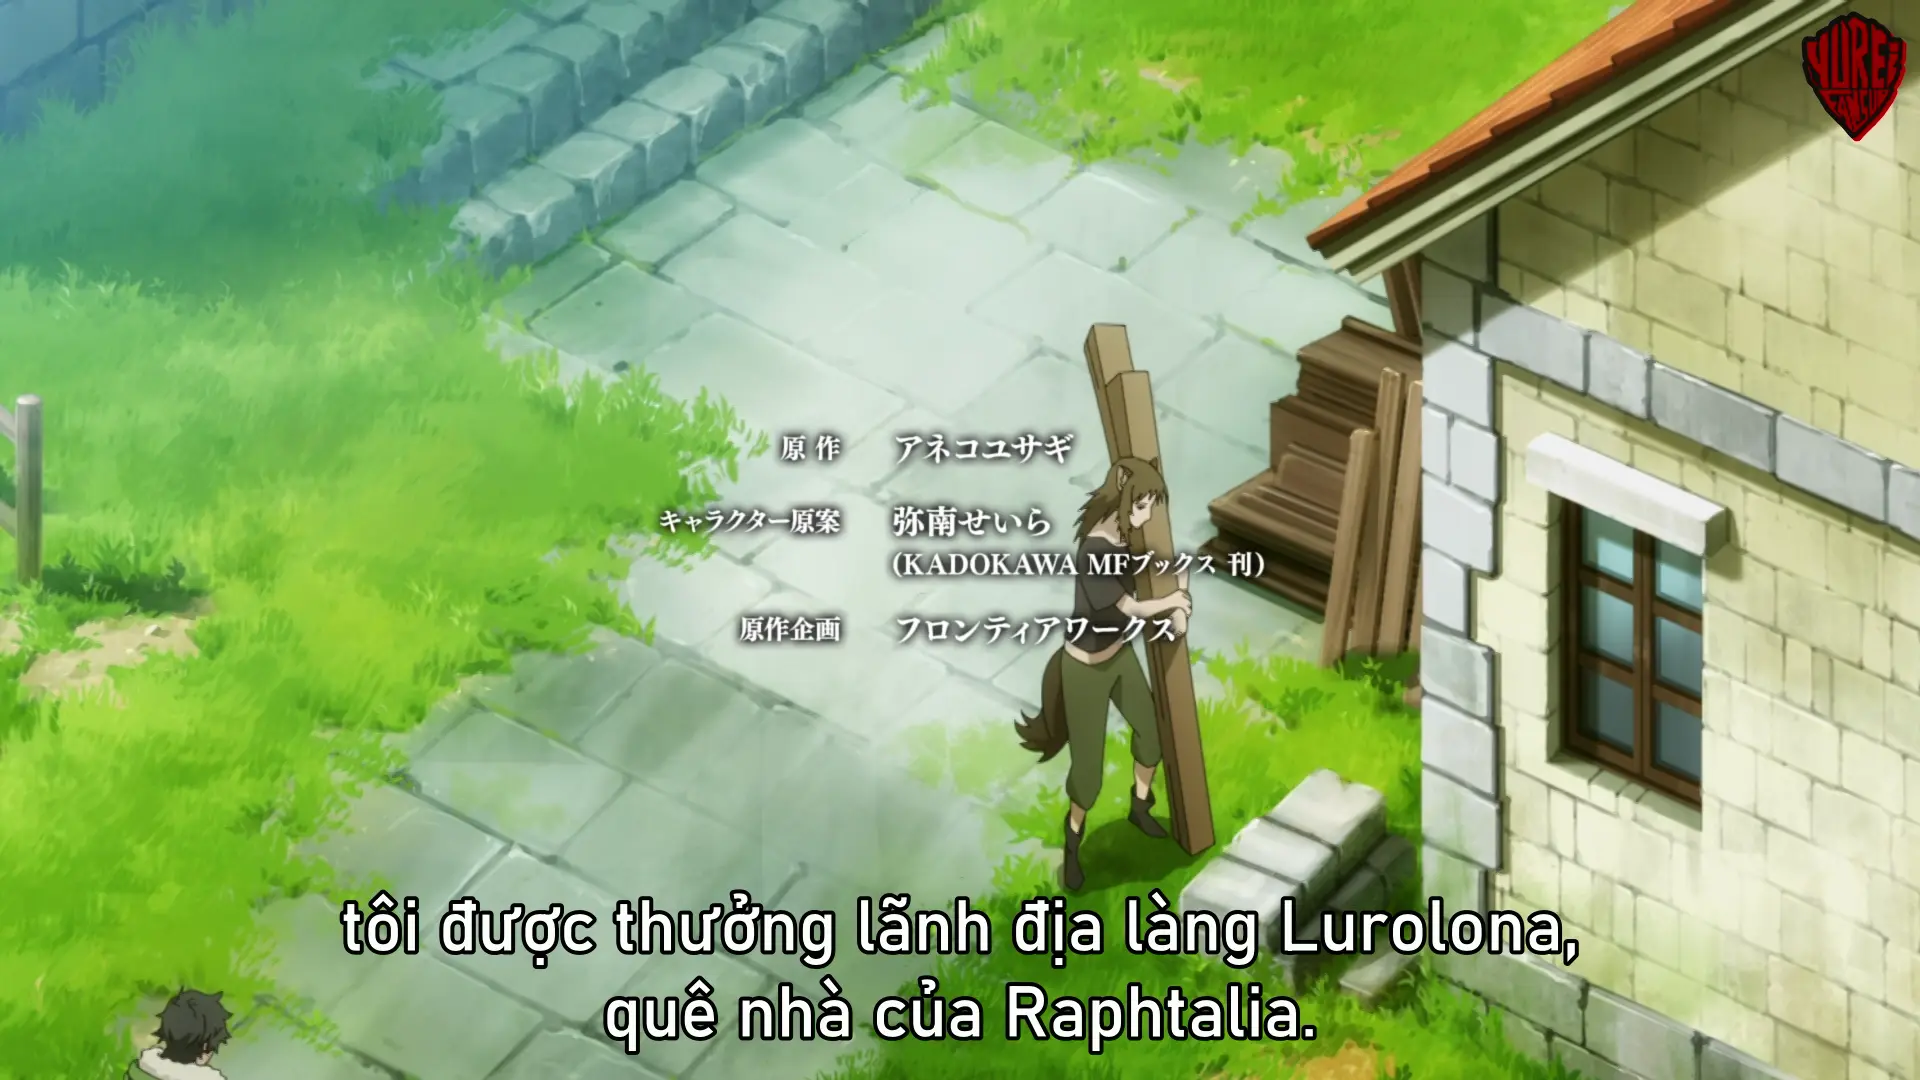 YUREI
FANSUB
原作 アネコユサギ
キャラクター原案 弥南せいら
(KADOKAWA MFブックス 刊)
原作企画 フロンティアワークス
tôi được thưởng lãnh địa làng Lurolona,
quê nhà của Raphtalia.